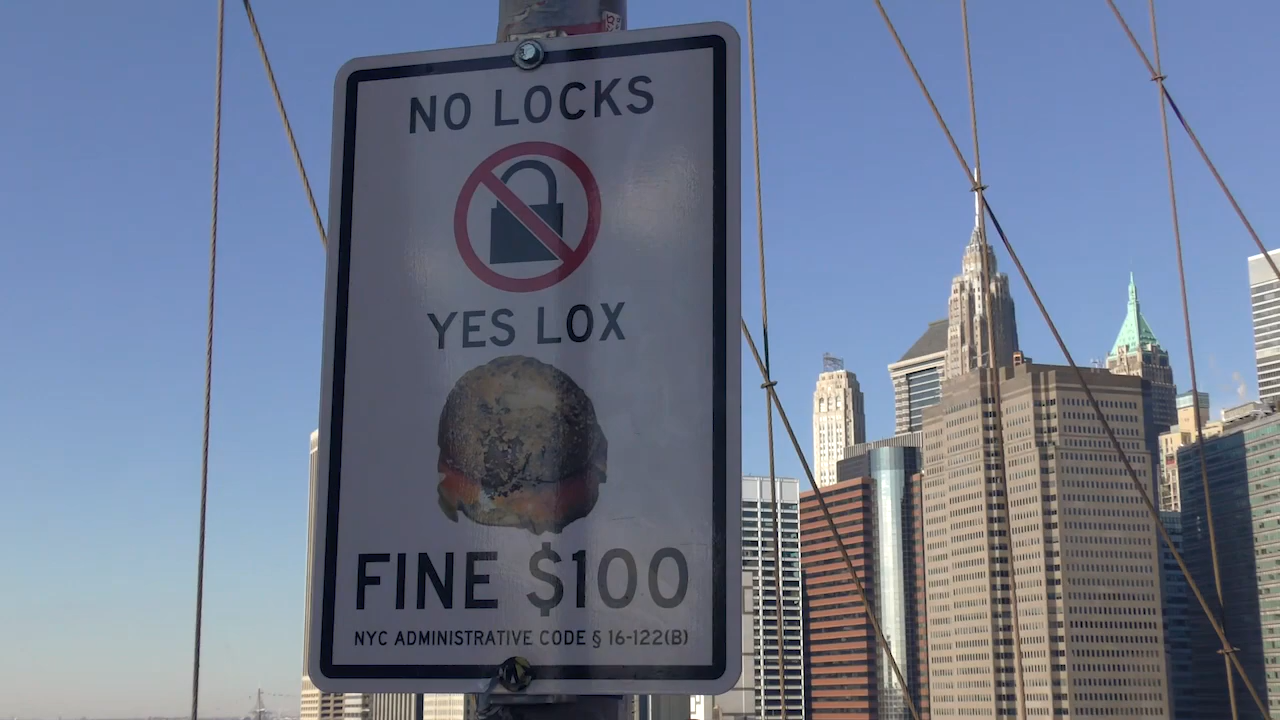 NO LOCKS
YES LOX
FINE $100
NYC ADMINISTRATIVE CODE § 16-122(B)